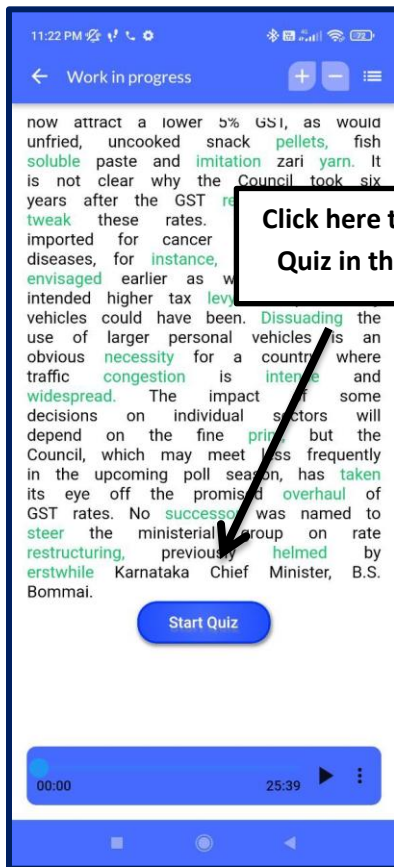 11:22 PM
72
Work in progress
now attract a lower 5% GST, as would
unfried, uncooked snack pellets, fish
soluble paste and imitation zari yarn. It
is not clear why the Council took six
years after the GST
tweak these rates.
imported for cancer
diseases, for instance,
envisaged earlier as
intended higher tax levy
vehicles could have been. Dissuading the
use of larger personal vehicles is an
obvious necessity for a country where
traffic congestion is intense and
widespread. The impact of some
decisions on individual sectors will
depend on the fine print, but the
Council, which may meet less frequently
in the upcoming poll season, has taken
its eye off the promised overhaul of
GST rates. No successor was named to
steer the ministerial group on rate
restructuring, previously helmed by
erstwhile Karnataka Chief Minister, B.S.
Bommai.
Click here
Quiz in
Start Quiz
00:00
25:39